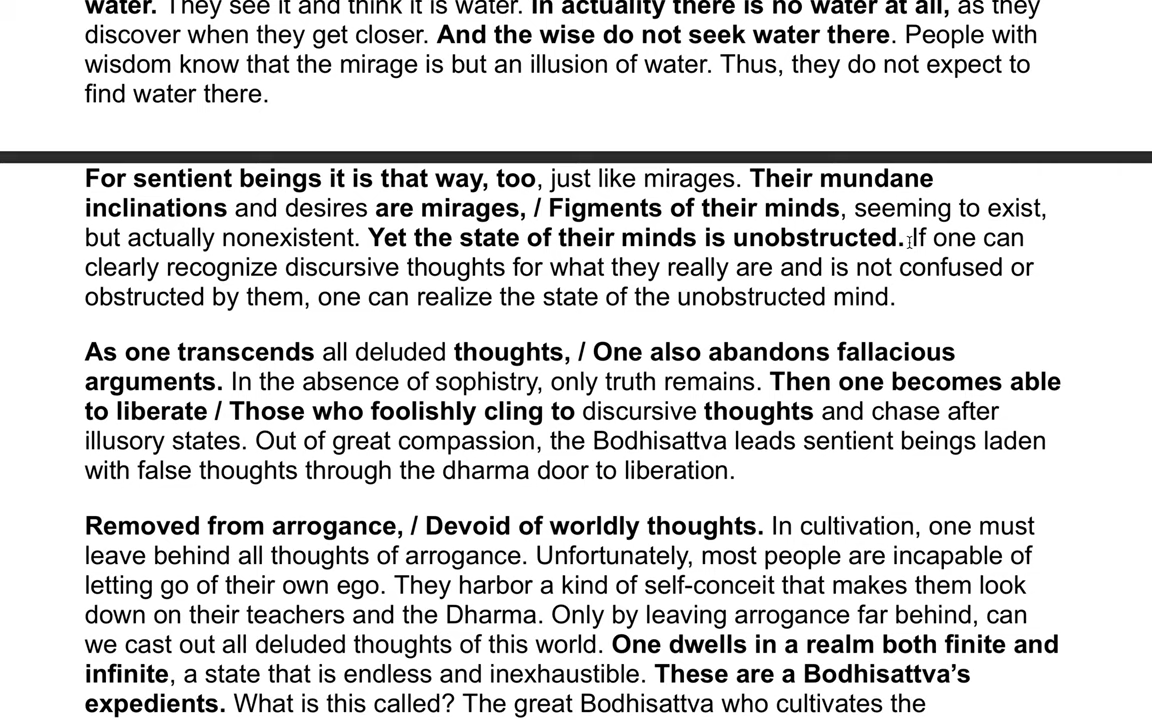 water. They see it and think it is water. In actuality there is no water at all, as they
discover when they get closer. And the wise do not seek water there. People with
wisdom know that the mirage is but an illusion of water. Thus, they do not expect to
find water there.
For sentient beings it is that way, too, just like mirages. Their mundane
inclinations and desires are mirages, / Figments of their minds, seeming to exist,
but actually nonexistent. Yet the state of their minds is unobstructed. If one can
clearly recognize discursive thoughts for what they really are and is not confused or
obstructed by them, one can realize the state of the unobstructed mind.
As one transcends all deluded thoughts, / One also abandons fallacious
arguments. In the absence of sophistry, only truth remains. Then one becomes able
to liberate / Those who foolishly cling to discursive thoughts and chase after
illusory states. Out of great compassion, the Bodhisattva leads sentient beings laden
with false thoughts through the dharma door to liberation.
Removed from arrogance, / Devoid of worldly thoughts. In cultivation, one must
leave behind all thoughts of arrogance. Unfortunately, most people are incapable of
letting go of their own ego. They harbor a kind of self-conceit that makes them look
down on their teachers and the Dharma. Only by leaving arrogance far behind, can
we cast out all deluded thoughts of this world. One dwells in a realm both finite and
infinite, a state that is endless and inexhaustible. These are a Bodhisattva’s
expedients. What is this called? The great Bodhisattva who cultivates the